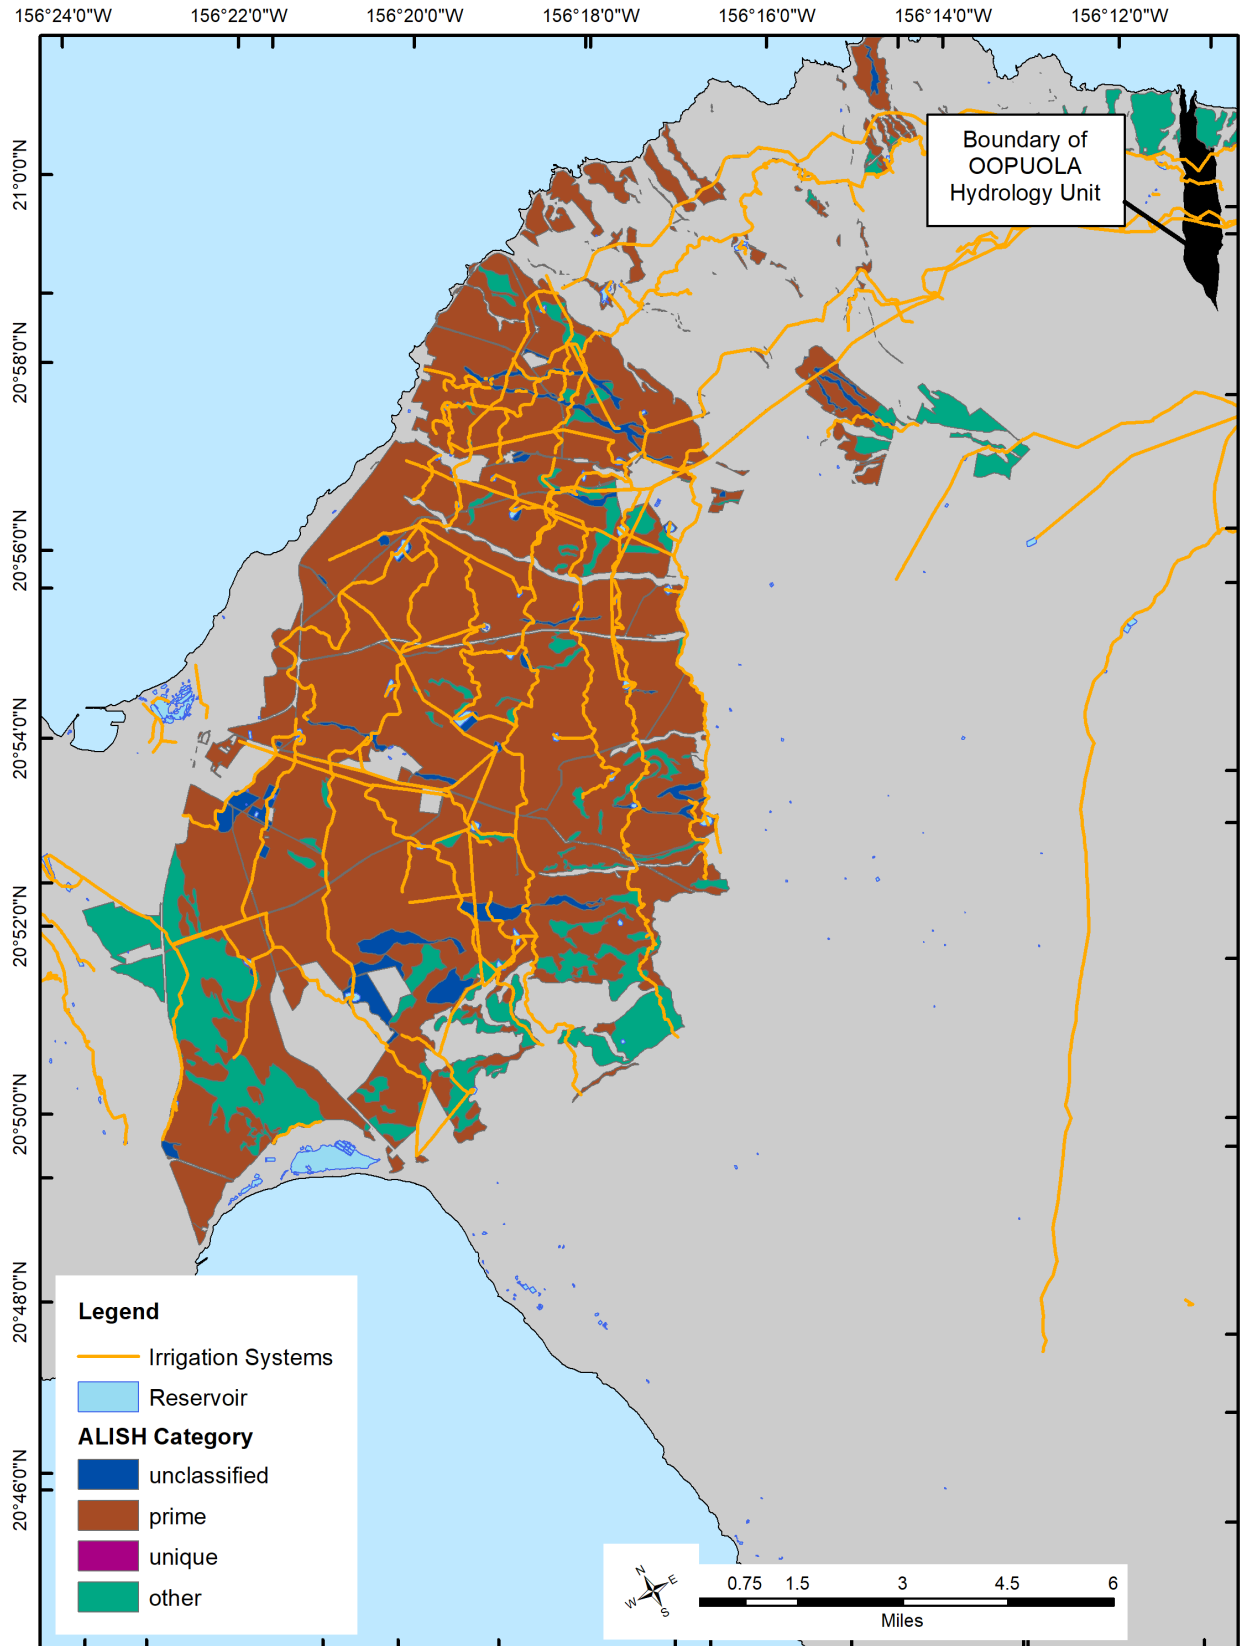 156°24'0"W 156°22'0"W 156°20'0"W 156°18'0"W 156°16'0"W 156°14'0"W 156°12'0"W
21°0'0"N
20°58'0"N
20°56'0"N
20°54'0"N
20°52'0"N
20°50'0"N
20°48'0"N
20°46'0"N
Boundary of
OOPUOLA
Hydrology Unit
Legend
Irrigation Systems
Reservoir
ALISH Category
unclassified
prime
unique
other
N
E
W
S
0.75 1.5 3 4.5 6
Miles